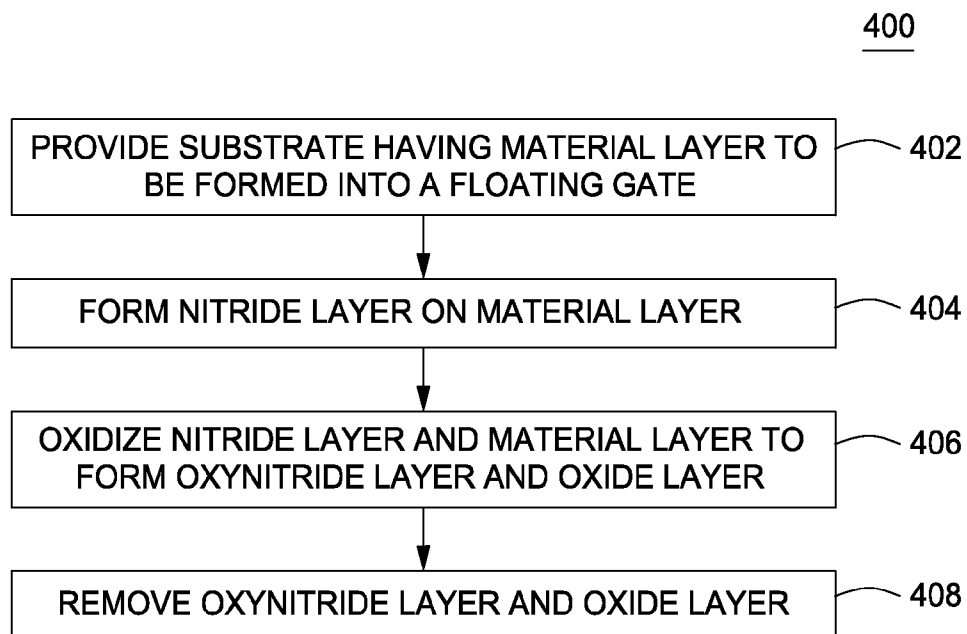 400
PROVIDE SUBSTRATE HAVING MATERIAL LAYER TO
BE FORMED INTO A FLOATING GATE
402
FORM NITRIDE LAYER ON MATERIAL LAYER
404
OXIDIZE NITRIDE LAYER AND MATERIAL LAYER TO
FORM OXYNITRIDE LAYER AND OXIDE LAYER
406
REMOVE OXYNITRIDE LAYER AND OXIDE LAYER
408